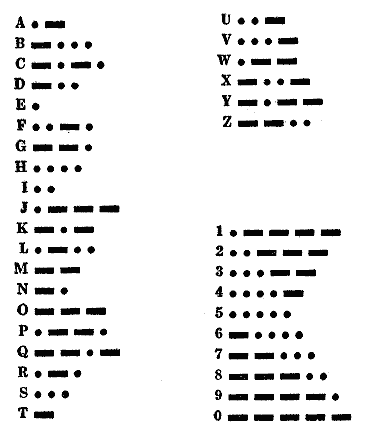 A • —
B — • • •
C — • — •
D — • •
E •
F • • — •
G — — •
H • • • •
I • •
J • — — —
K — • —
L • — • •
M — —
N — •
O — — —
P • — — •
Q — — • —
R • — •
S • • •
T —
U • • —
V • • • —
W • — —
X — • • —
Y — • — —
Z — — • •
1 • — — — —
2 • • — — —
3 • • • — —
4 • • • • —
5 • • • • •
6 — • • • •
7 — — • • •
8 — — — • •
9 — — — — •
0 — — — — —